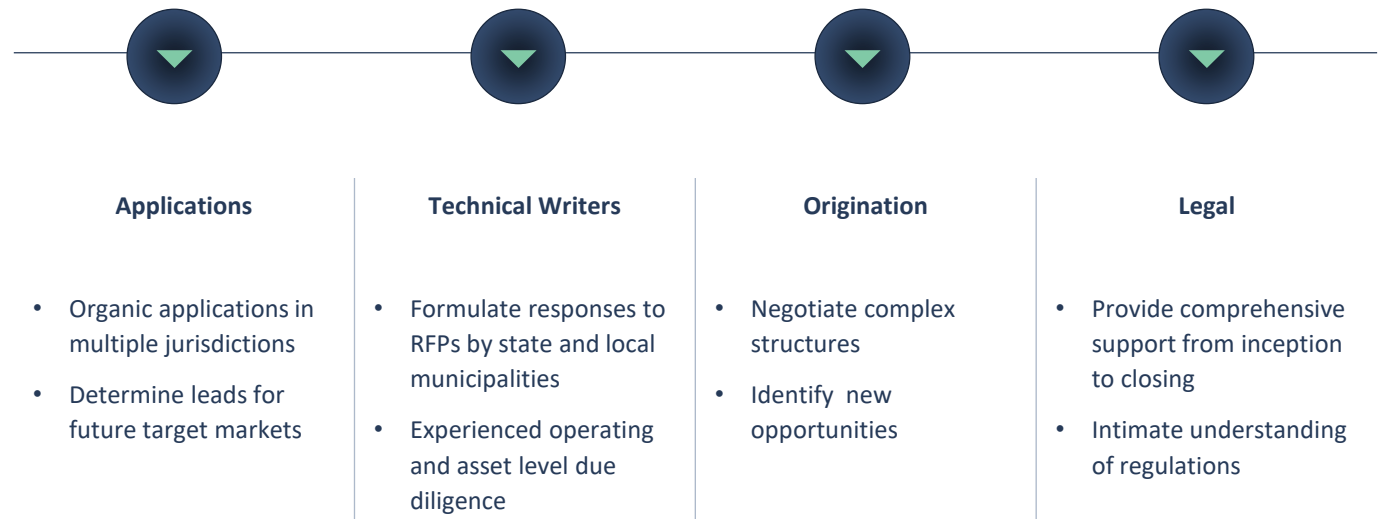 Applications
• Organic applications in
multiple jurisdictions
• Determine leads for
future target markets
Technical Writers
• Formulate responses to
RFPs by state and local
municipalities
• Experienced operating
and asset level due
diligence
Origination
• Negotiate complex
structures
• Identify  new
opportunities
Legal
• Provide comprehensive
support from inception
to closing
• Intimate understanding
of regulations